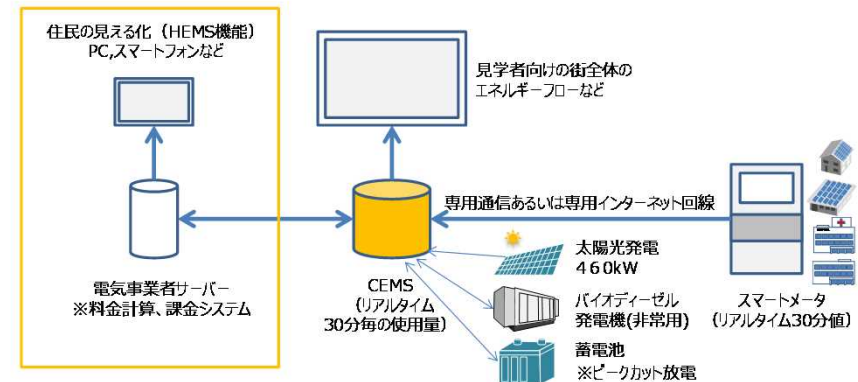 住民の見える化（HEMS機能）
PC,スマートフォンなど
見学者向けの街全体の
エネルギーフローなど
専用通信あるいは専用インターネット回線
電気事業者サーバー
※料金計算、課金システム
CEMS
（リアルタイム
30分毎の使用量）
太陽光発電
４６０kW
バイオディーゼル
発電機(非常用)
蓄電池
※ピークカット放電
スマートメータ
（リアルタイム30分値）